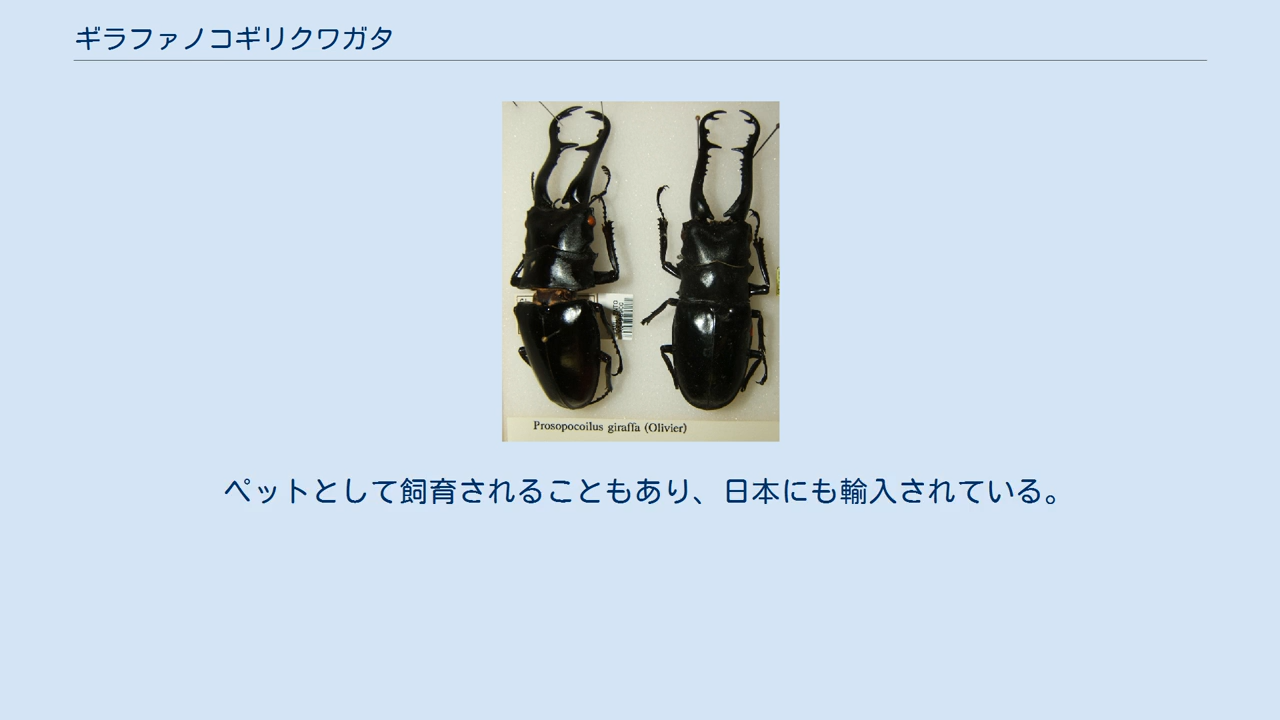 ギラファノコギリクワガタ
Prosopocoilus giraffa (Olivier)
ペットとして飼育されることもあり、日本にも輸入されている。